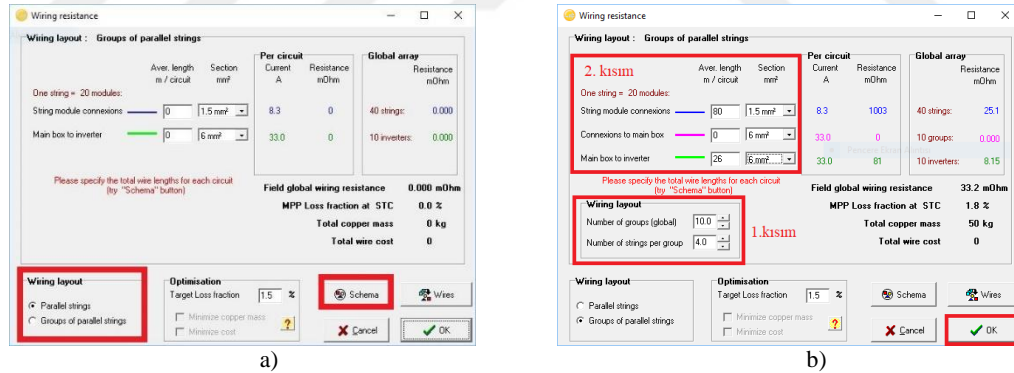 Wiring resistance
Wiring layout : Groups of parallel strings
Per circuit
Global array
Aver. length Section
m / circuit mm²
Current Resistance
A mOhm
Resistance
mOhm
One string = 20 modules:
String module connexions 0 1.5 mm² 8.3 0 40 strings: 0.000
Main box to inverter 0 6 mm² 33.0 0 10 inverters: 0.000
Please specify the total wire lengths for each circuit
(try "Schema" button)
Field global wiring resistance 0.000 mOhm
MPP Loss fraction at STC 0.0 %
Total copper mass 0 kg
Total wire cost 0
Wiring layout
Parallel strings
Groups of parallel strings
Optimisation
Target Loss fraction 1.5 %
Minimize copper mass
Minimize cost
?
Schema
Wires
Cancel
OK
a)
Wiring resistance
Wiring layout : Groups of parallel strings
2. kısım
Per circuit
Global array
Aver. length Section
m / circuit mm²
Current Resistance
A mOhm
Resistance
mOhm
One string = 20 modules:
String module connexions 80 1.5 mm² 8.3 1003 40 strings: 25.1
Connexions to main box 0 6 mm² 33.0 0 10 groups: 0.000
Main box to inverter 26 6 mm² 33.0 81 10 inverters: 8.15
Please specify the total wire lengths for each circuit
(try "Schema" button)
Wiring layout
Number of groups (global) 10.0
Number of strings per group 4.0
1.kısım
Field global wiring resistance 33.2 mOhm
MPP Loss fraction at STC 1.8 %
Total copper mass 50 kg
Total wire cost 0
Wiring layout
Parallel strings
Groups of parallel strings
Optimisation
Target Loss fraction 1.5 %
Minimize copper mass
Minimize cost
?
Schema
Wires
Cancel
OK
b)